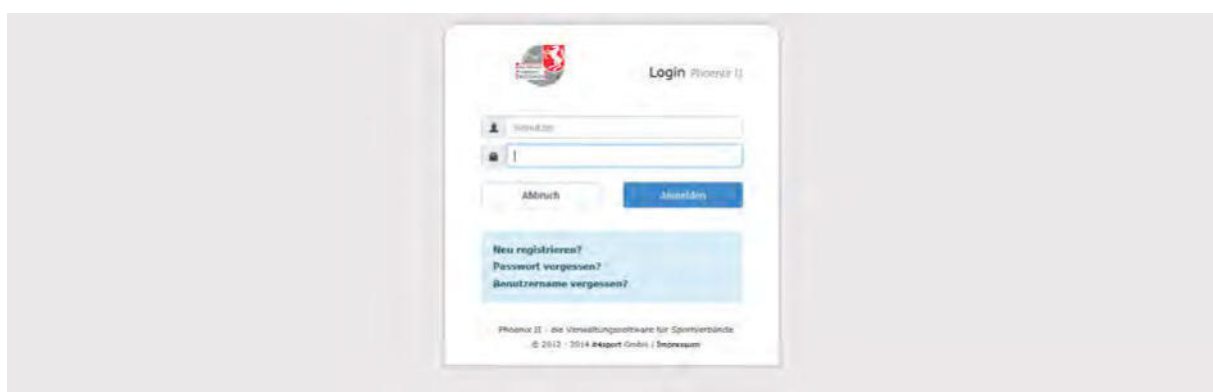 Login Phoenix II
Benutzer
Abbruch
Anmelden
Neu registrieren?
Passwort vergessen?
Benutzername vergessen?
Phoenix II - die Verwaltungssoftware für Sportverbände
© 2012 - 2014 it4sport GmbH | Impressum